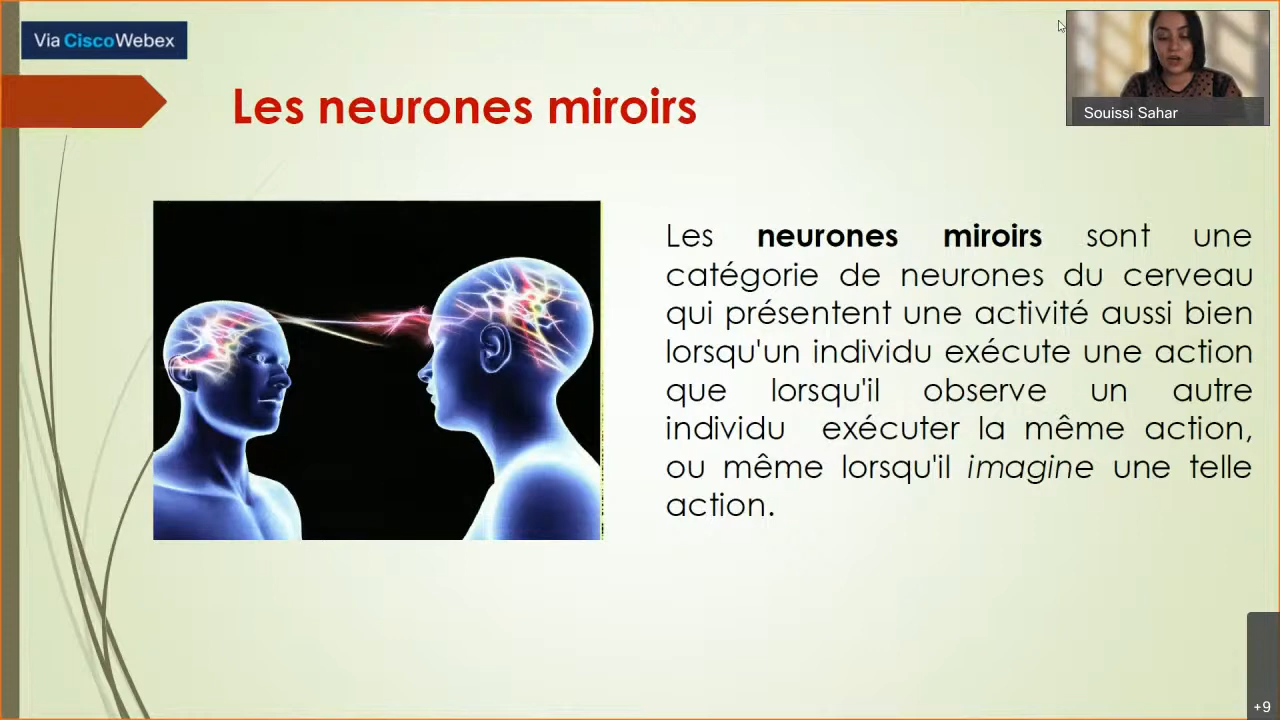 Via CiscoWebex
Souissi Sahar
Les neurones miroirs
Les neurones miroirs sont une
catégorie de neurones du cerveau
qui présentent une activité aussi bien
lorsqu'un individu exécute une action
que lorsqu'il observe un autre
individu exécuter la même action,
ou même lorsqu'il imagine une telle
action.
+9